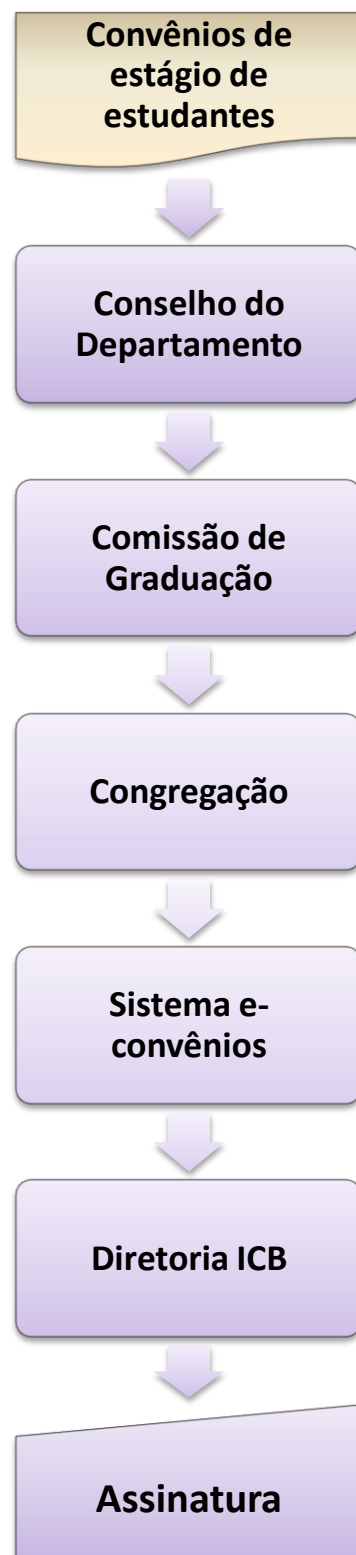 Convênios de
estágio de
estudantes
Conselho do
Departamento
Comissão de
Graduação
Congregação
Sistema e-
convênios
Diretoria ICB
Assinatura